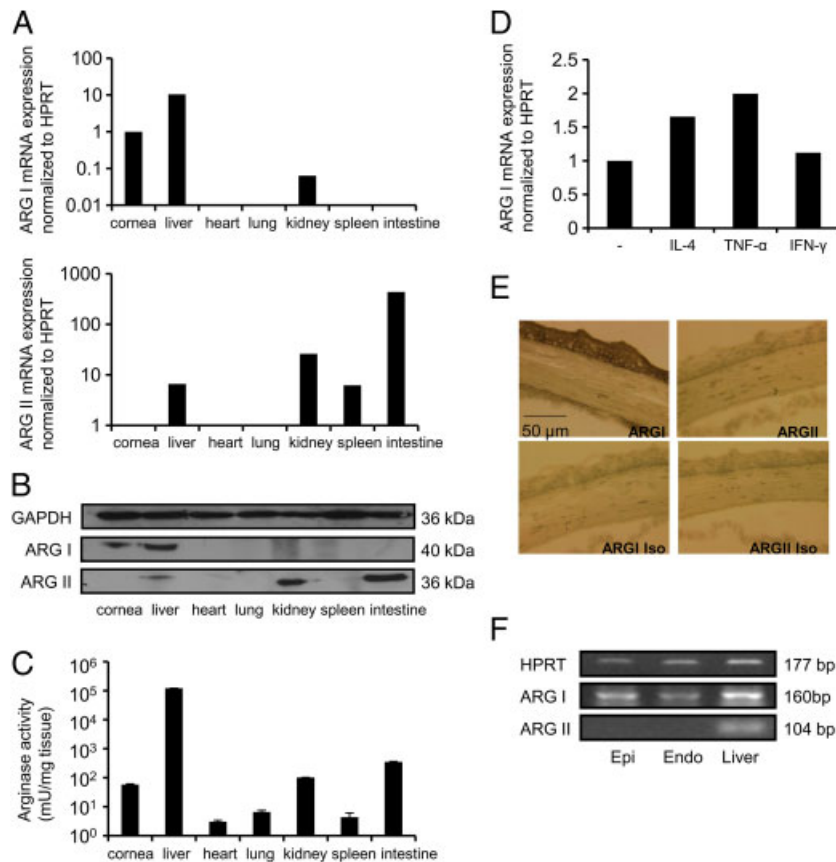 A
ARG I mRNA expression
normalized to HPRT
100
10
1
0.1
0.01
cornea liver heart lung kidney spleen intestine
ARG II mRNA expression
normalized to HPRT
1000
100
10
1
cornea liver heart lung kidney spleen intestine
B
GAPDH 36 kDa
ARG I 40 kDa
ARG II 36 kDa
cornea liver heart lung kidney spleen intestine
C
Arginase activity
(mU/mg tissue)
10⁶
10⁵
10⁴
10³
10²
10¹
10⁰
cornea liver heart lung kidney spleen intestine
D
ARG I mRNA expression
normalized to HPRT
2.5
2
1.5
1
0.5
0
- IL-4 TNF-α IFN-γ
E
50 µm
ARGI
ARGII
ARGI Iso
ARGII Iso
F
HPRT 177 bp
ARG I 160bp
ARG II 104 bp
Epi Endo Liver